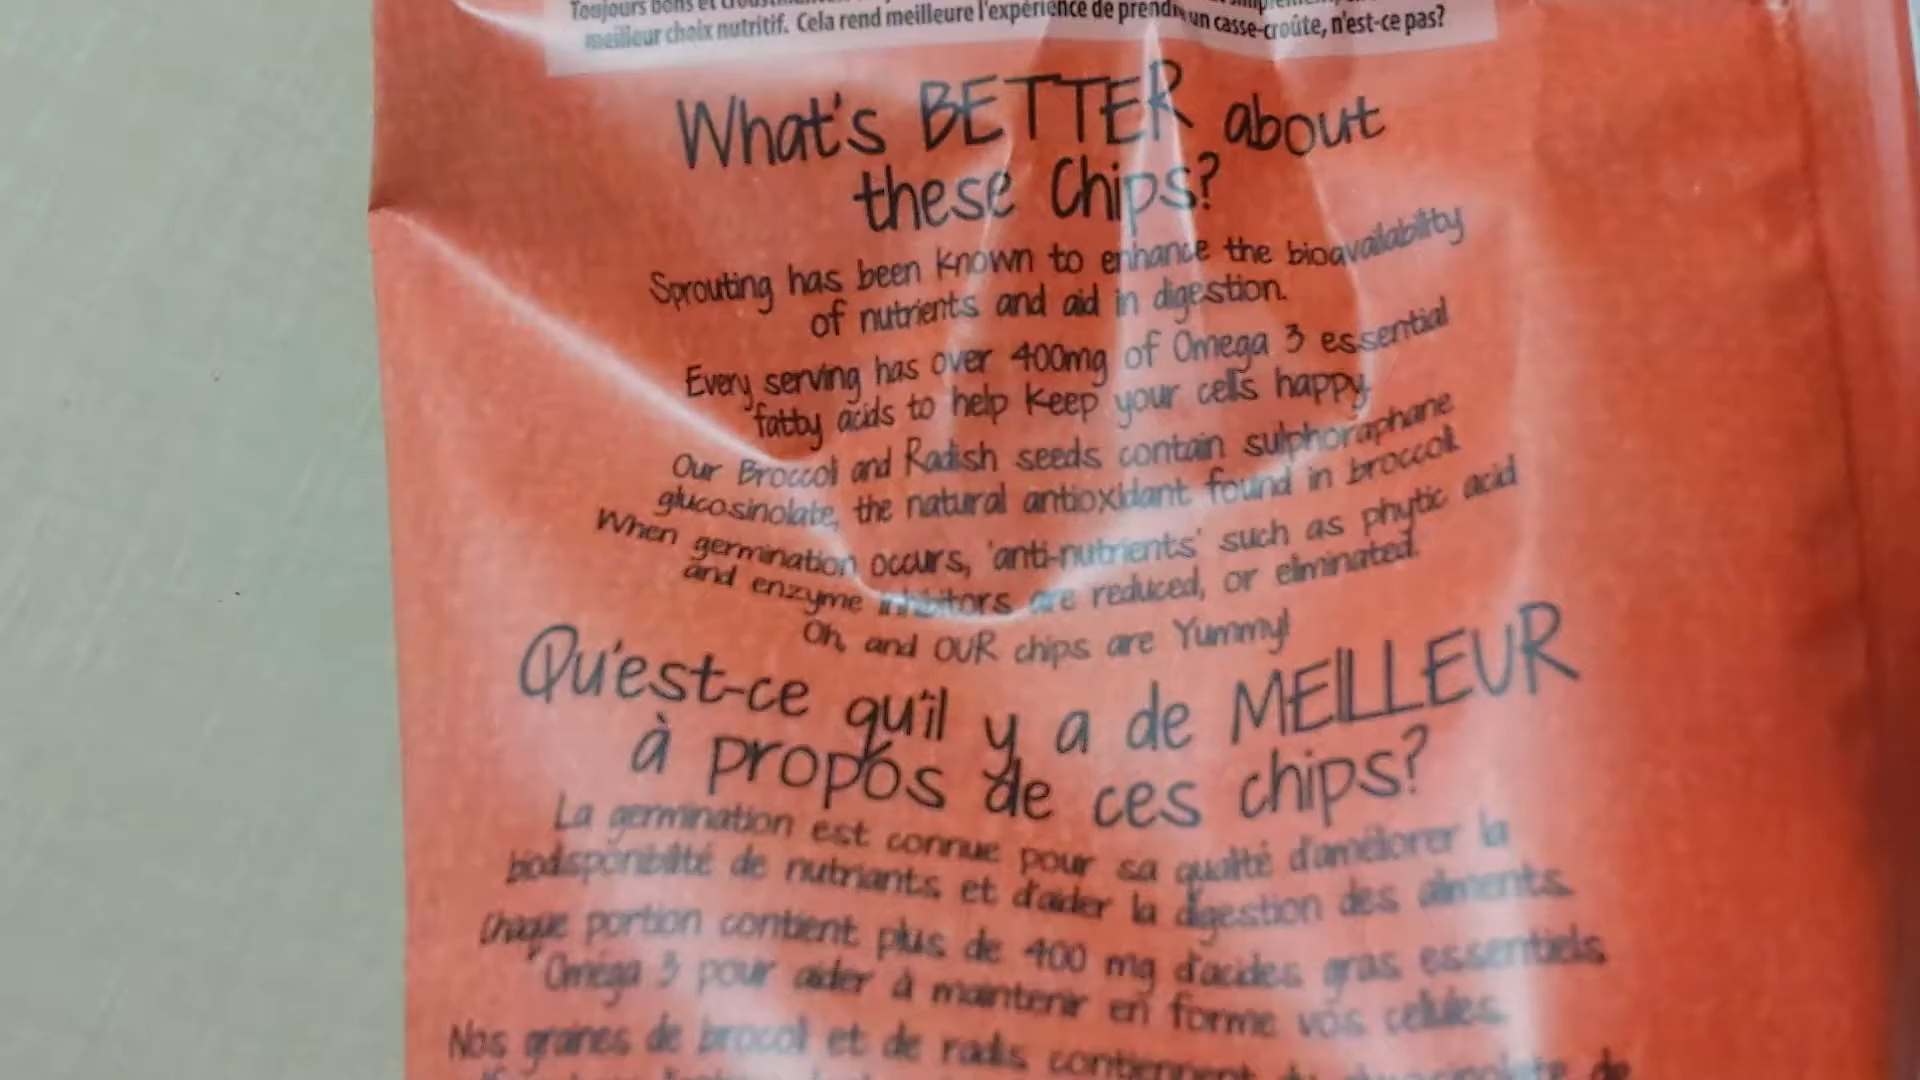 Toujours bons et
meilleur choix nutritif. Cela rend meilleure l'expérience de prendre un casse-croûte, n'est-ce pas?
What's BETTER about
these Chips?
Sprouting has been known to enhance the bioavailability
of nutrients and aid in digestion.
Every serving has over 400mg of Omega 3 essential
fatty acids to help keep your cells happy.
Our Broccoli and Radish seeds contain sulphoraphane
glucosinolate, the natural antioxidant found in broccoli.
When germination occurs, 'anti-nutrients' such as phytic acid
and enzyme inhibitors are reduced, or eliminated.
Oh, and OUR chips are Yummy!
Qu'est-ce qu'il y a de MEILLEUR
à propos de ces chips?
La germination est connue pour sa qualité d'améliorer la
biodisponibilité de nutriants et d'aider la digestion des aliments.
Chaque portion contient plus de 400 mg d'acides gras essentiels
Oméga 3 pour aider à maintenir en forme vos cellules.
Nos graines de brocoli et de radis contiennent de